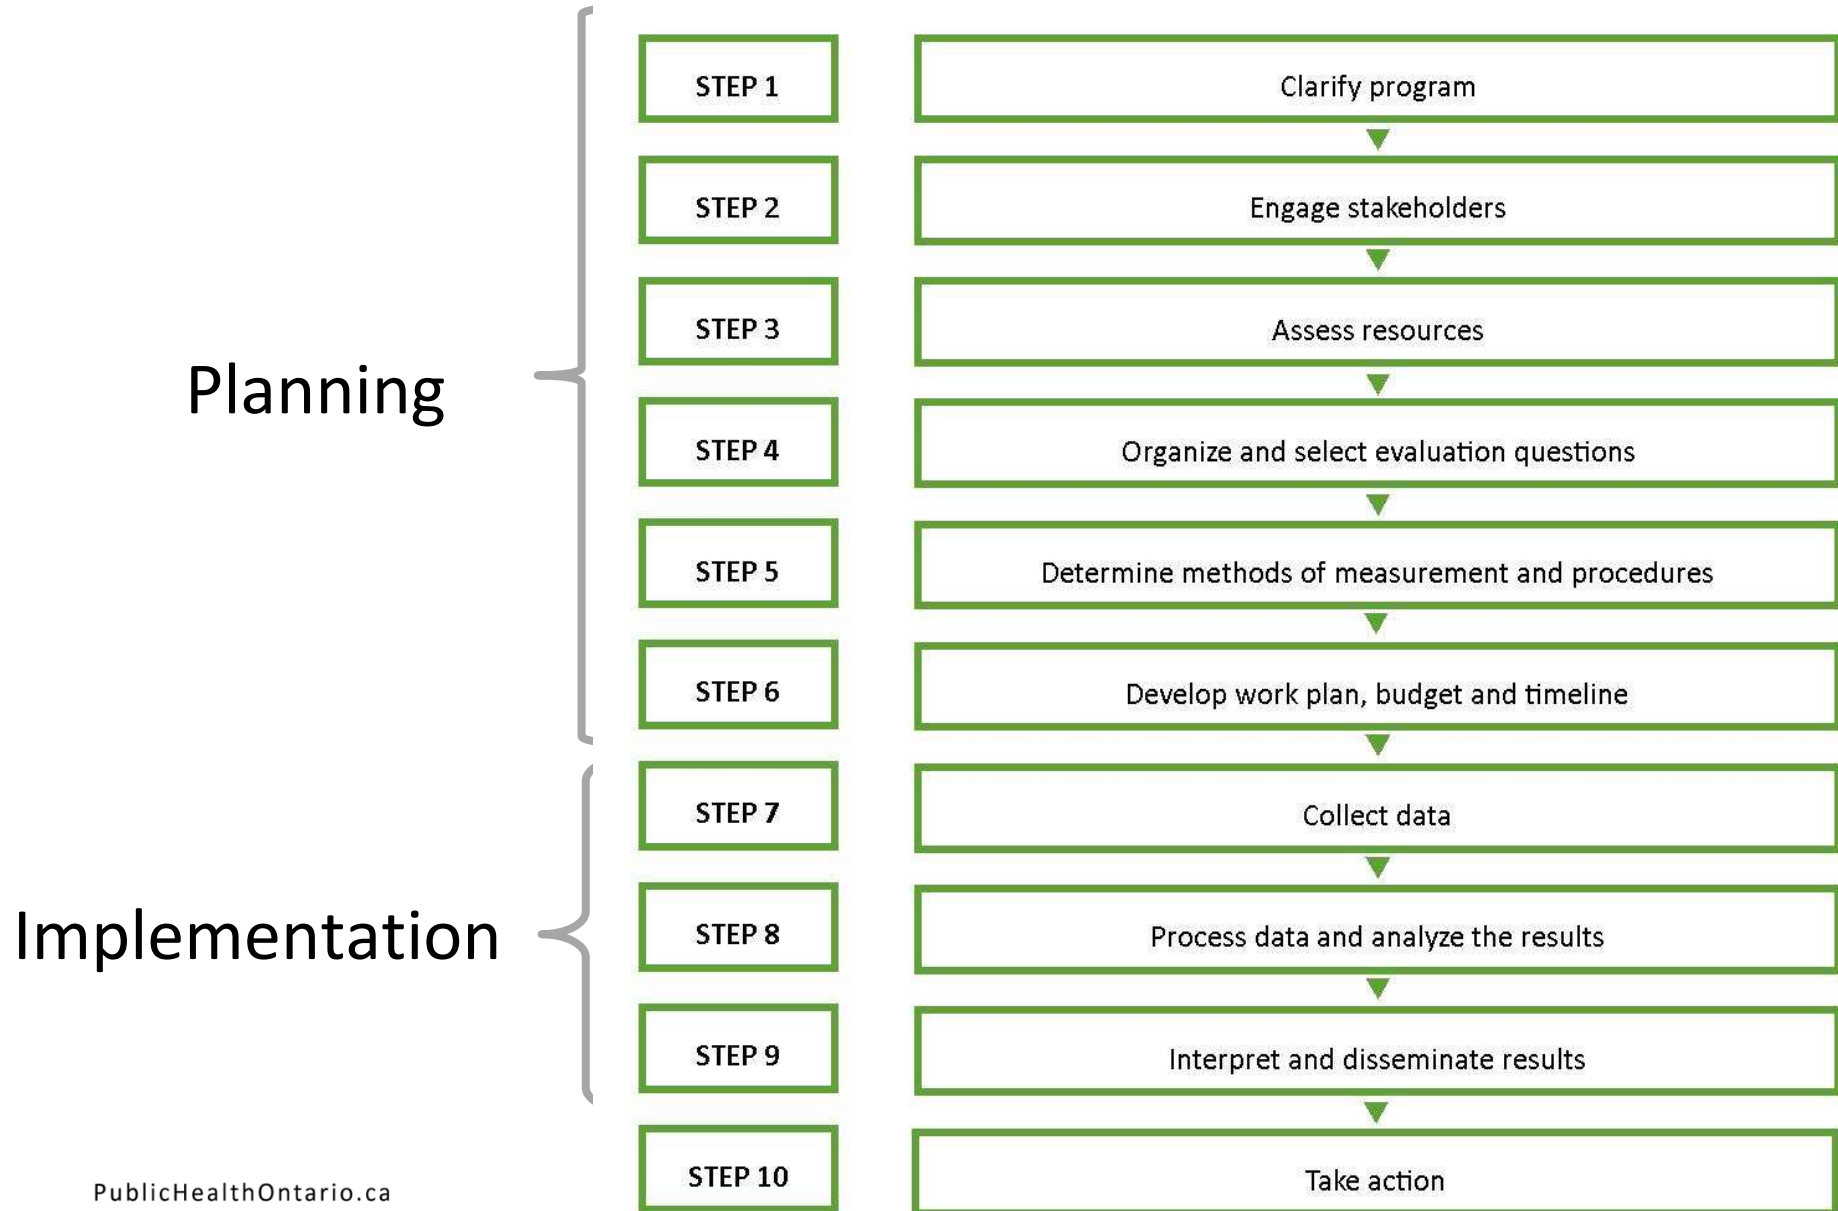 STEP 1
Clarify program
STEP 2
Engage stakeholders
STEP 3
Assess resources
Planning
STEP 4
Organize and select evaluation questions
STEP 5
Determine methods of measurement and procedures
STEP 6
Develop work plan, budget and timeline
STEP 7
Collect data
Implementation
STEP 8
Process data and analyze the results
STEP 9
Interpret and disseminate results
STEP 10
Take action
PublicHealthOntario.ca